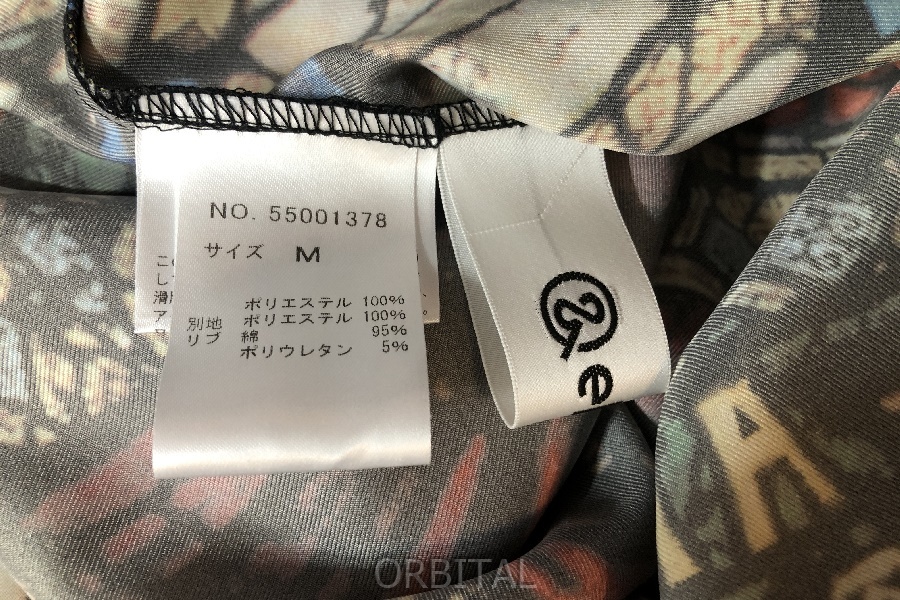 NO. 55001378
サイズ M
ポリエステル 100%
別地 ポリエステル 100%
リブ 綿 95%
ポリウレタン 5%
e
A
ORBITAL